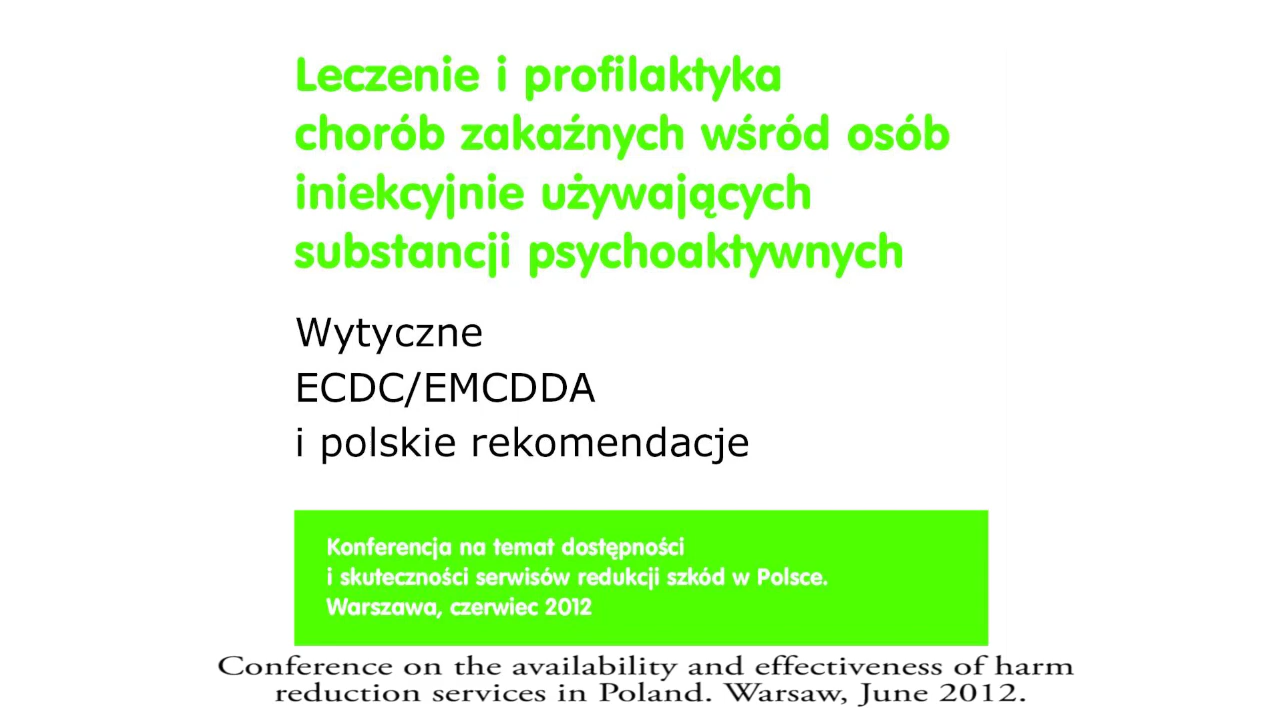 Leczenie i profilaktyka
chorób zakaźnych wśród osób
iniekcyjnie używających
substancji psychoaktywnych
Wytyczne
ECDC/EMCDDA
i polskie rekomendacje
Konferencja na temat dostępności
i skuteczności serwisów redukcji szkód w Polsce.
Warszawa, czerwiec 2012
Conference on the availability and effectiveness of harm
reduction services in Poland. Warsaw, June 2012.